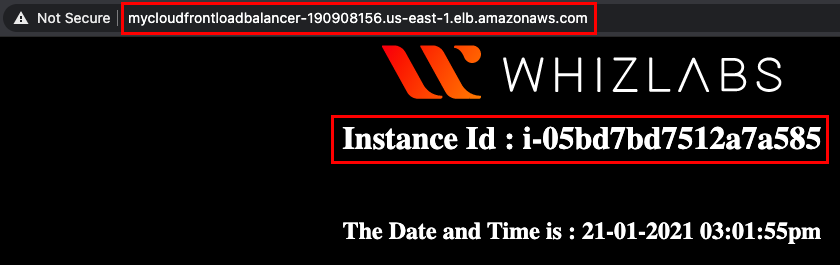 Not Secure mycloudfrontloadbalancer-190908156.us-east-1.elb.amazonaws.com
WHIZLABS
Instance Id : i-05bd7bd7512a7a585
The Date and Time is : 21-01-2021 03:01:55pm